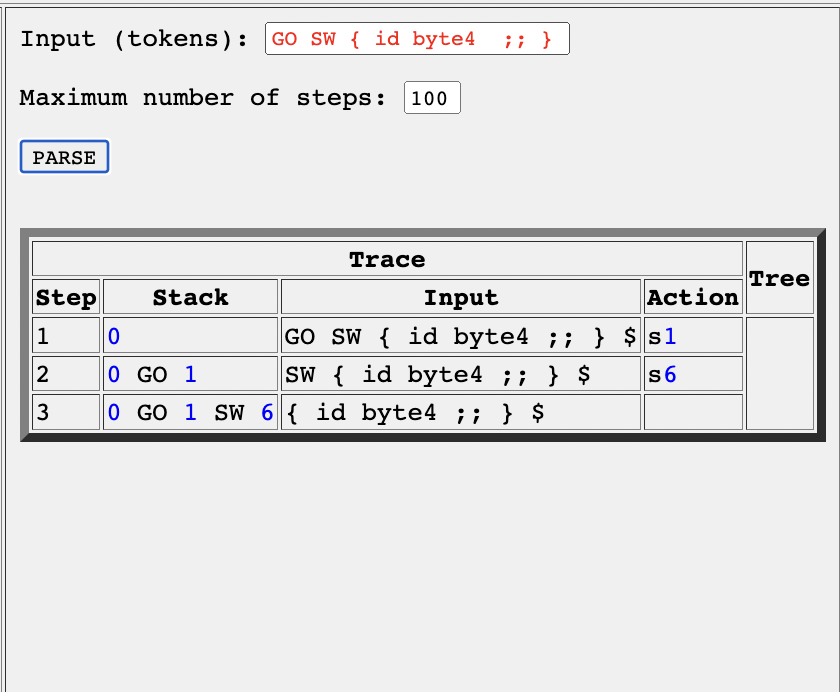 Input (tokens): GO SW { id byte4  ;; }
Maximum number of steps: 100
PARSE
Trace Tree
Step Stack Input Action
1 0 GO SW { id byte4 ;; } $ s1
2 0 GO 1 SW { id byte4 ;; } $ s6
3 0 GO 1 SW 6 { id byte4 ;; } $